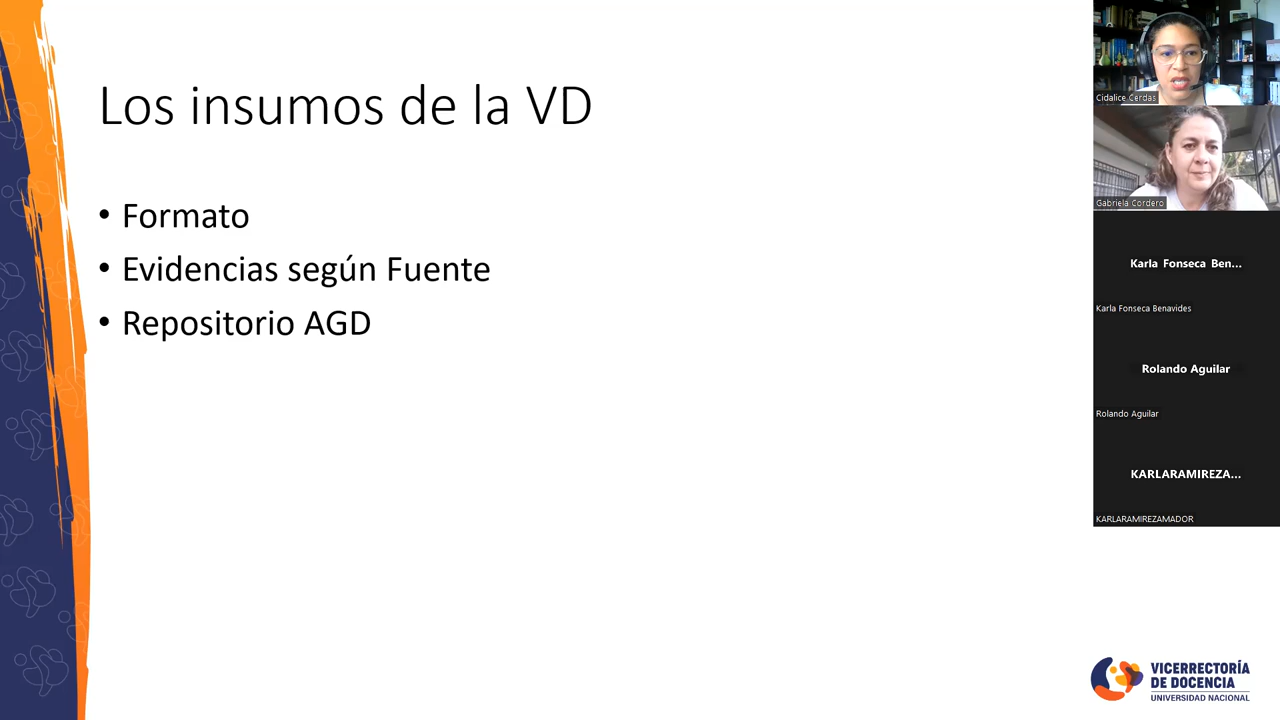 Los insumos de la VD
• Formato
• Evidencias según Fuente
• Repositorio AGD
Cidalice Cerdas
Gabriela Cordero
Karla Fonseca Ben...
Karla Fonseca Benavides
Rolando Aguilar
Rolando Aguilar
KARLARAMIREZA...
KARLARAMIREZAMADOR
VICERRECTORÍA
DE DOCENCIA
UNIVERSIDAD NACIONAL